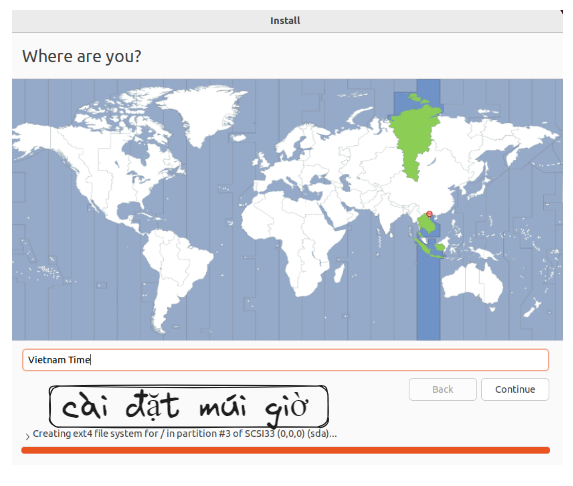 Install
Where are you?
Vietnam Time
Back
Continue
cài đặt múi giờ
Creating ext4 file system for / in partition #3 of SCSI33 (0,0,0) (sda)...